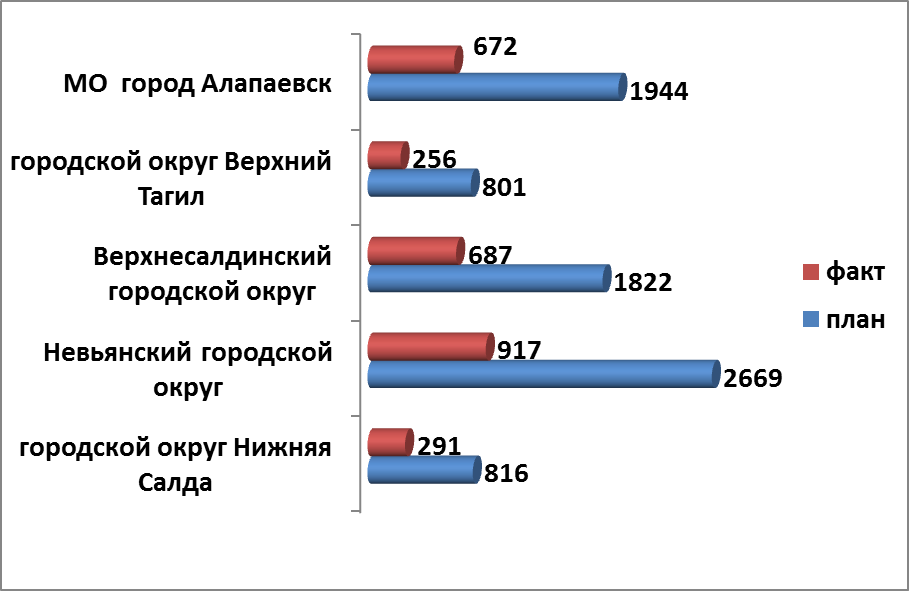 672
МО  город Алапаевск
1944
городской округ Верхний
Тагил
256
801
Верхнесалдинский
городской округ
687
1822
факт
план
Невьянский городской
округ
917
2669
городской округ Нижняя
Салда
291
816